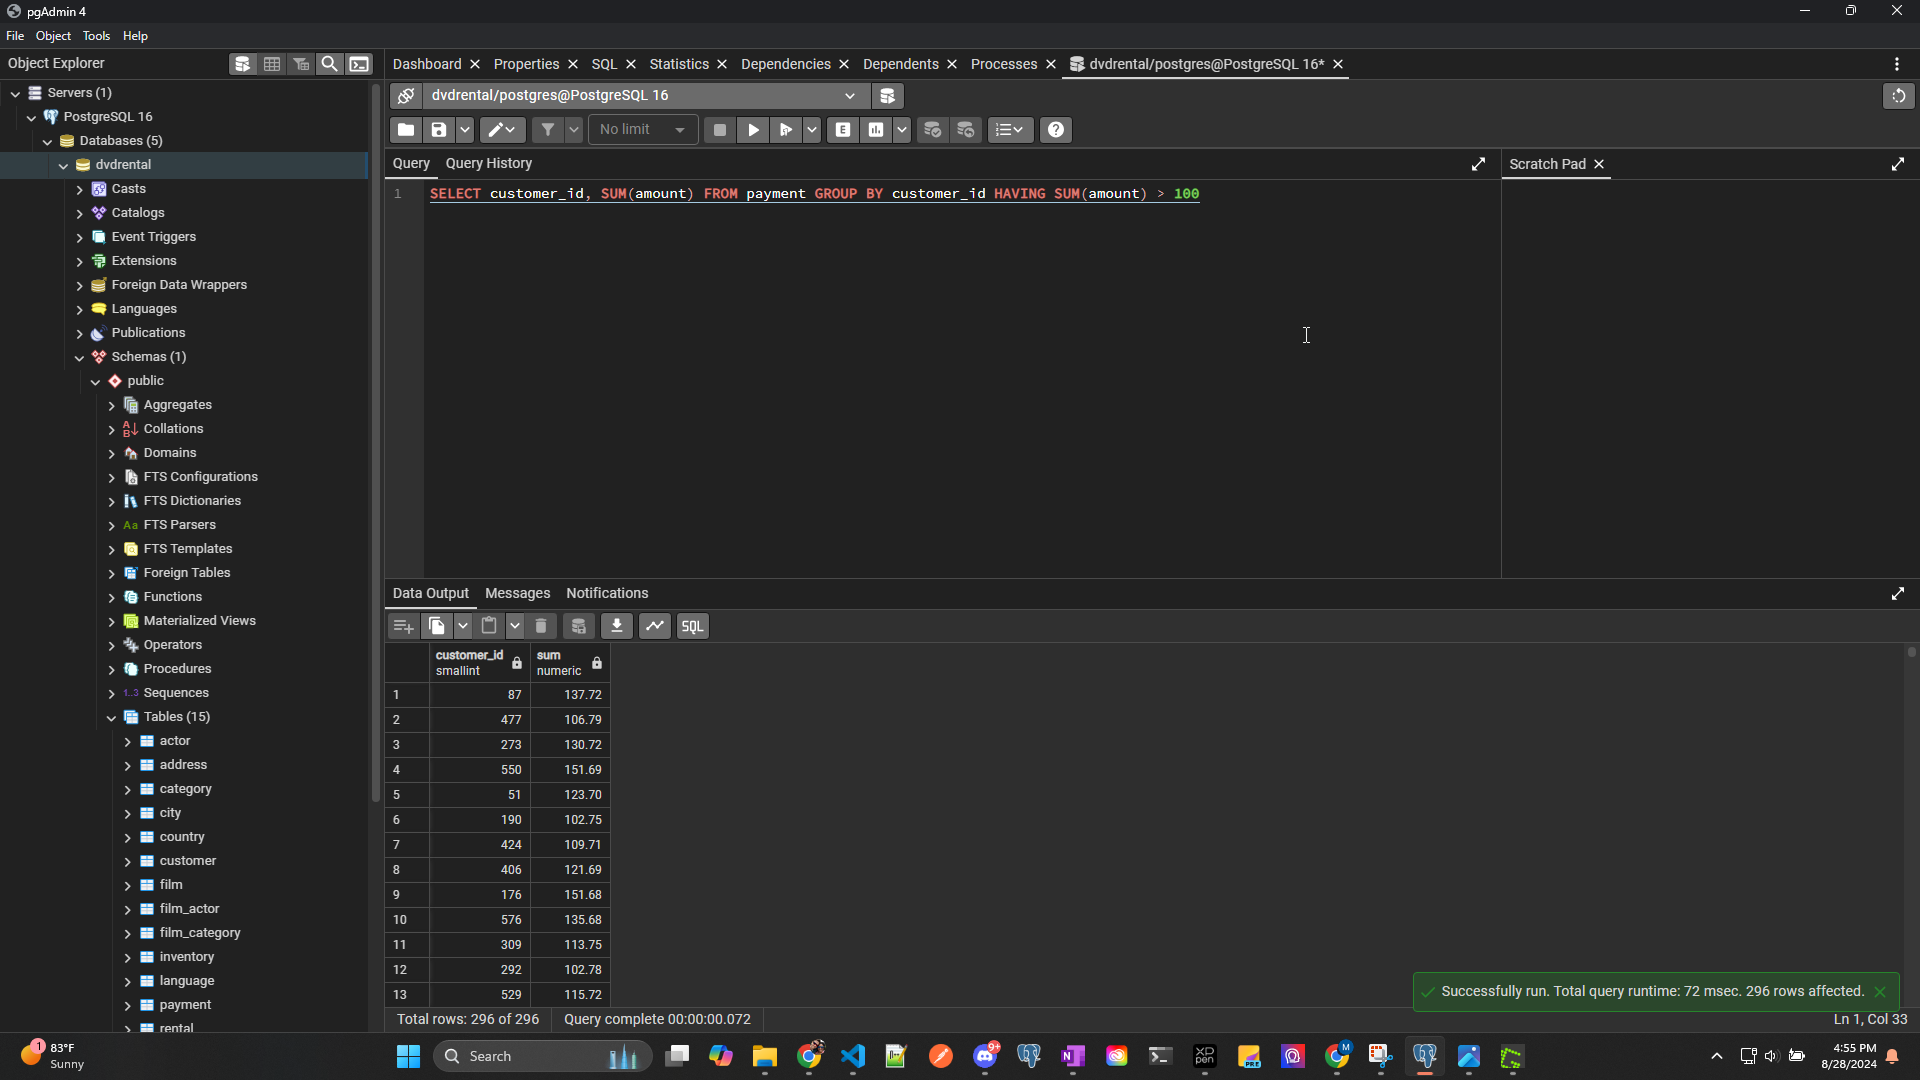 pgAdmin 4
File Object Tools Help
Object Explorer
Dashboard Properties SQL Statistics Dependencies Dependents Processes dvdrental/postgres@PostgreSQL 16*
Servers (1)
PostgreSQL 16
Databases (5)
dvdrental
Casts
Catalogs
Event Triggers
Extensions
Foreign Data Wrappers
Languages
Publications
Schemas (1)
public
Aggregates
Collations
Domains
FTS Configurations
FTS Dictionaries
Aa FTS Parsers
FTS Templates
Foreign Tables
Functions
Materialized Views
Operators
Procedures
1..3 Sequences
Tables (15)
actor
address
category
city
country
customer
film
film_actor
film_category
inventory
language
payment
rental
dvdrental/postgres@PostgreSQL 16
No limit
E
Query Query History
Scratch Pad
1 SELECT customer_id, SUM(amount) FROM payment GROUP BY customer_id HAVING SUM(amount) > 100
Data Output Messages Notifications
SQL
customer_id sum
smallint numeric
1 87 137.72
2 477 106.79
3 273 130.72
4 550 151.69
5 51 123.70
6 190 102.75
7 424 109.71
8 406 121.69
9 176 151.68
10 576 135.68
11 309 113.75
12 292 102.78
13 529 115.72
Successfully run. Total query runtime: 72 msec. 296 rows affected.
Total rows: 296 of 296 Query complete 00:00:00.072 Ln 1, Col 33
1 83°F
Sunny
Search
9+
XP
pen
PRE
M
4:55 PM
8/28/2024